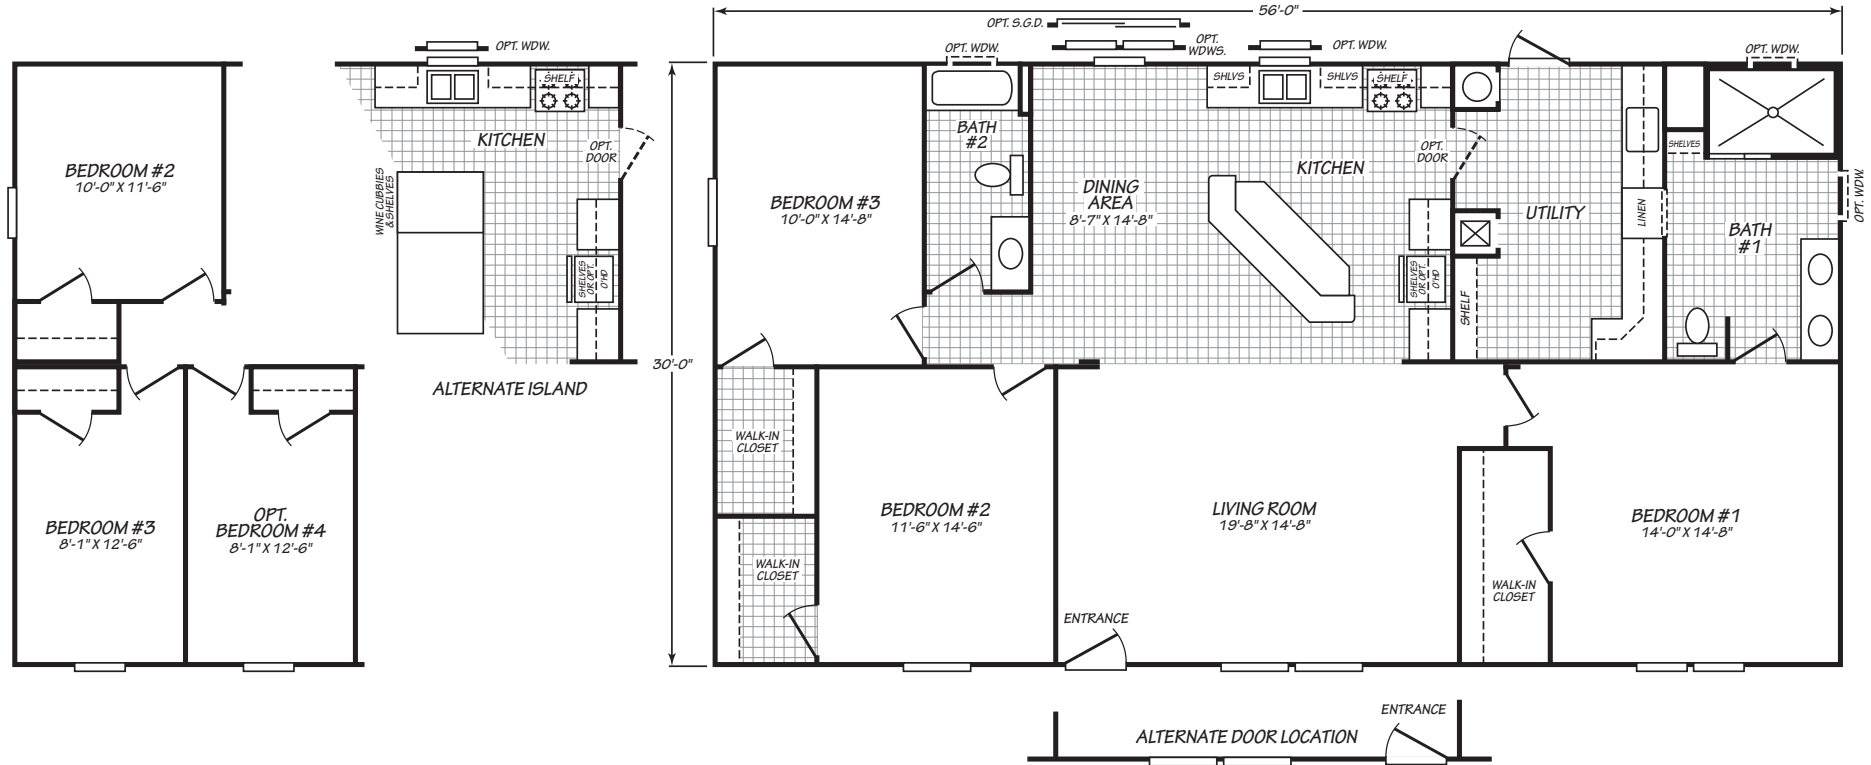 56'-0"
OPT. S.G.D.
OPT. WDW.
OPT. WDW.
OPT.
WDWS.
OPT. WDW.
OPT. WDW.
SHELF
SHLVS
SHLVS
SHELF
KITCHEN
OPT.
DOOR
BEDROOM #2
10'-0" X 11'-6"
WINE CUBBIES
& SHELVES
SHELVES
OR OPT.
O'HD
ALTERNATE ISLAND
BEDROOM #3
8'-1" X 12'-6"
OPT.
BEDROOM #4
8'-1" X 12'-6"
30'-0"
BEDROOM #3
10'-0" X 14'-8"
BATH
#2
DINING
AREA
8'-7" X 14'-8"
KITCHEN
OPT.
DOOR
SHELVES
OR OPT.
O'HD
SHELF
UTILITY
LINEN
SHELVES
BATH
#1
OPT. WDW.
WALK-IN
CLOSET
WALK-IN
CLOSET
BEDROOM #2
11'-6" X 14'-6"
LIVING ROOM
19'-8" X 14'-8"
BEDROOM #1
14'-0" X 14'-8"
WALK-IN
CLOSET
ENTRANCE
ENTRANCE
ALTERNATE DOOR LOCATION